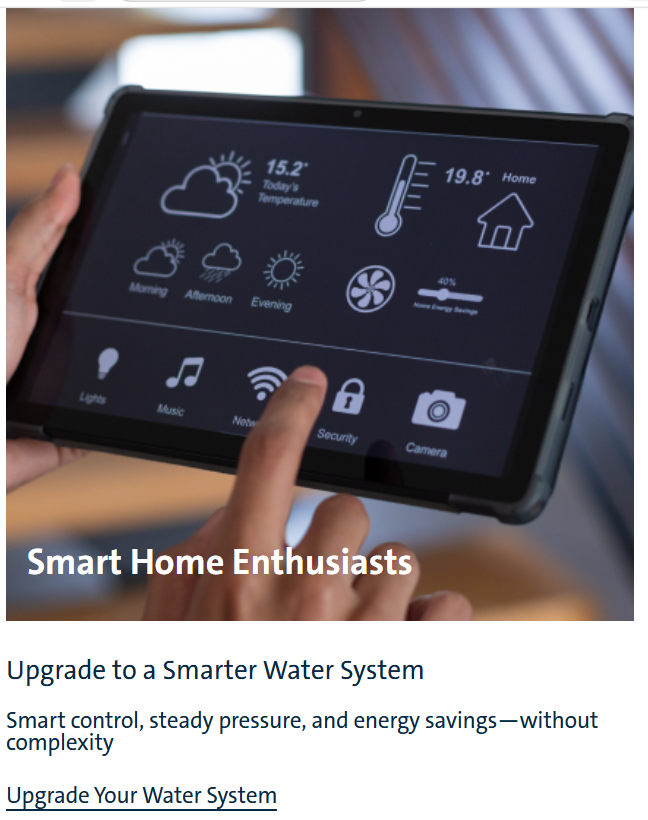 15.2°
Today's
Temperature
19.8° Home
Morning Afternoon Evening
40%
Home Energy Savings
Lights Music Netw Security Camera
Smart Home Enthusiasts
Upgrade to a Smarter Water System
Smart control, steady pressure, and energy savings—without
complexity
Upgrade Your Water System